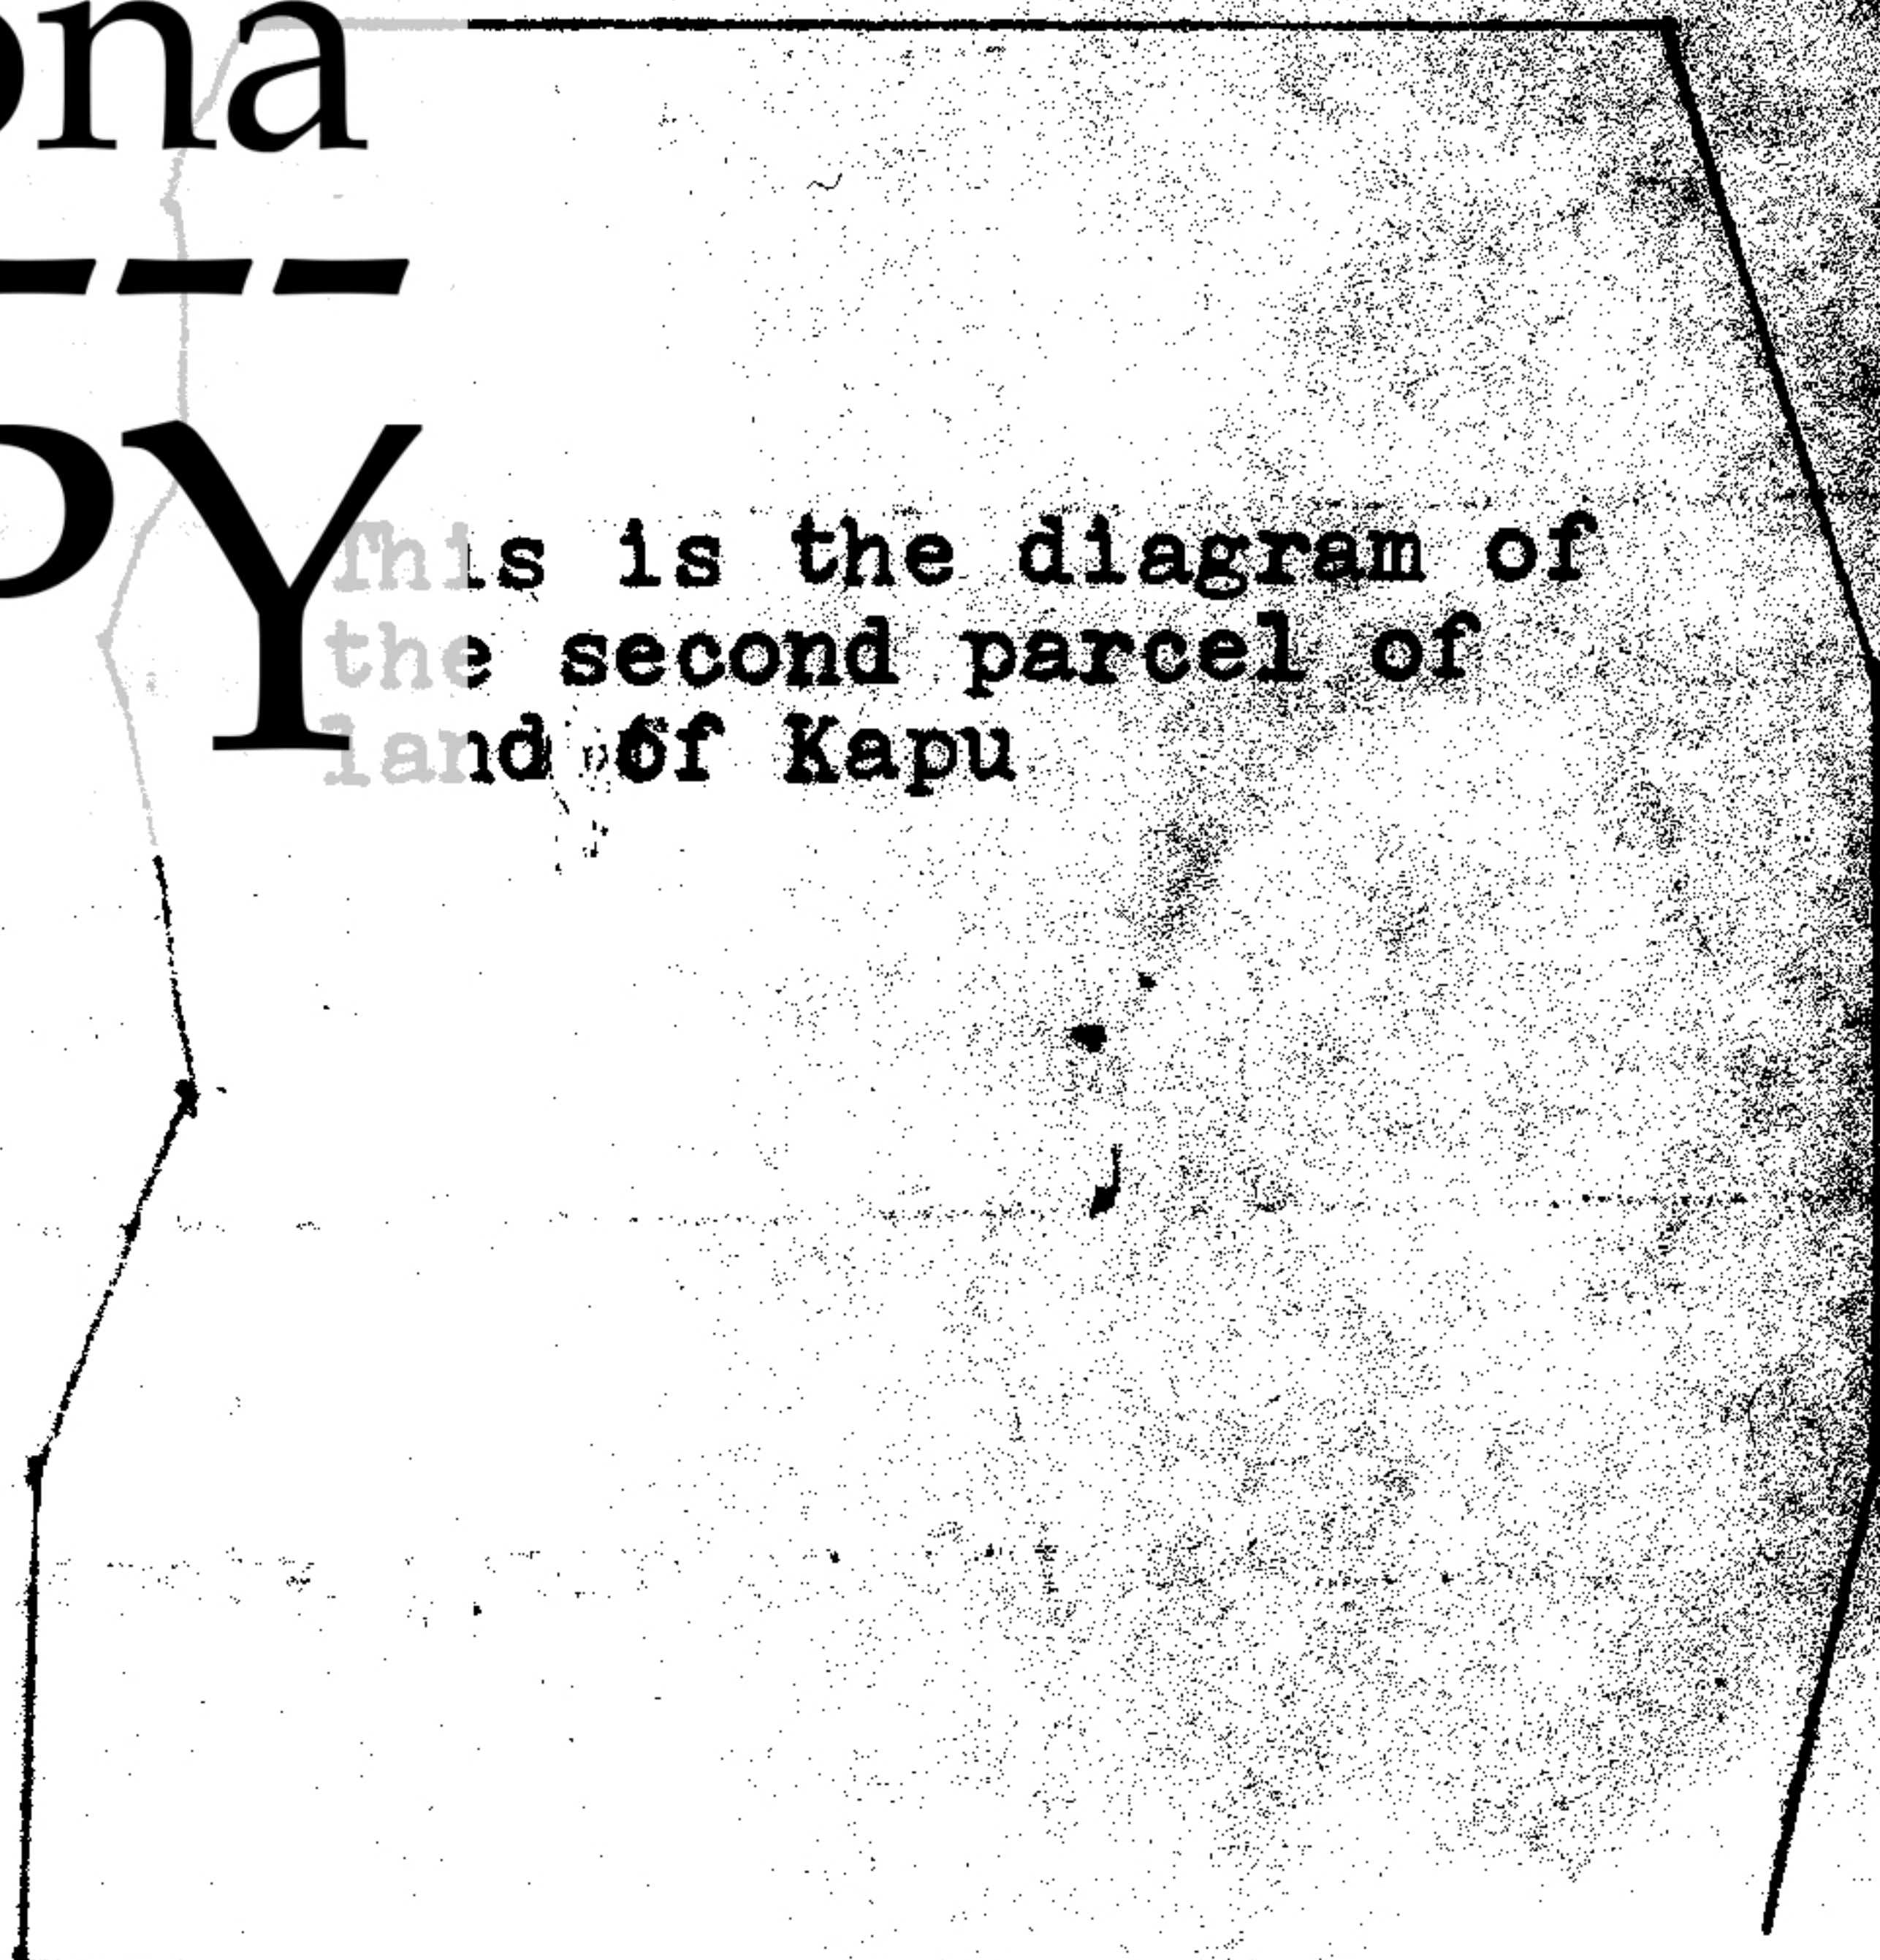 ona
---
PY
This is the diagram of
the second parcel of
land of Kapu